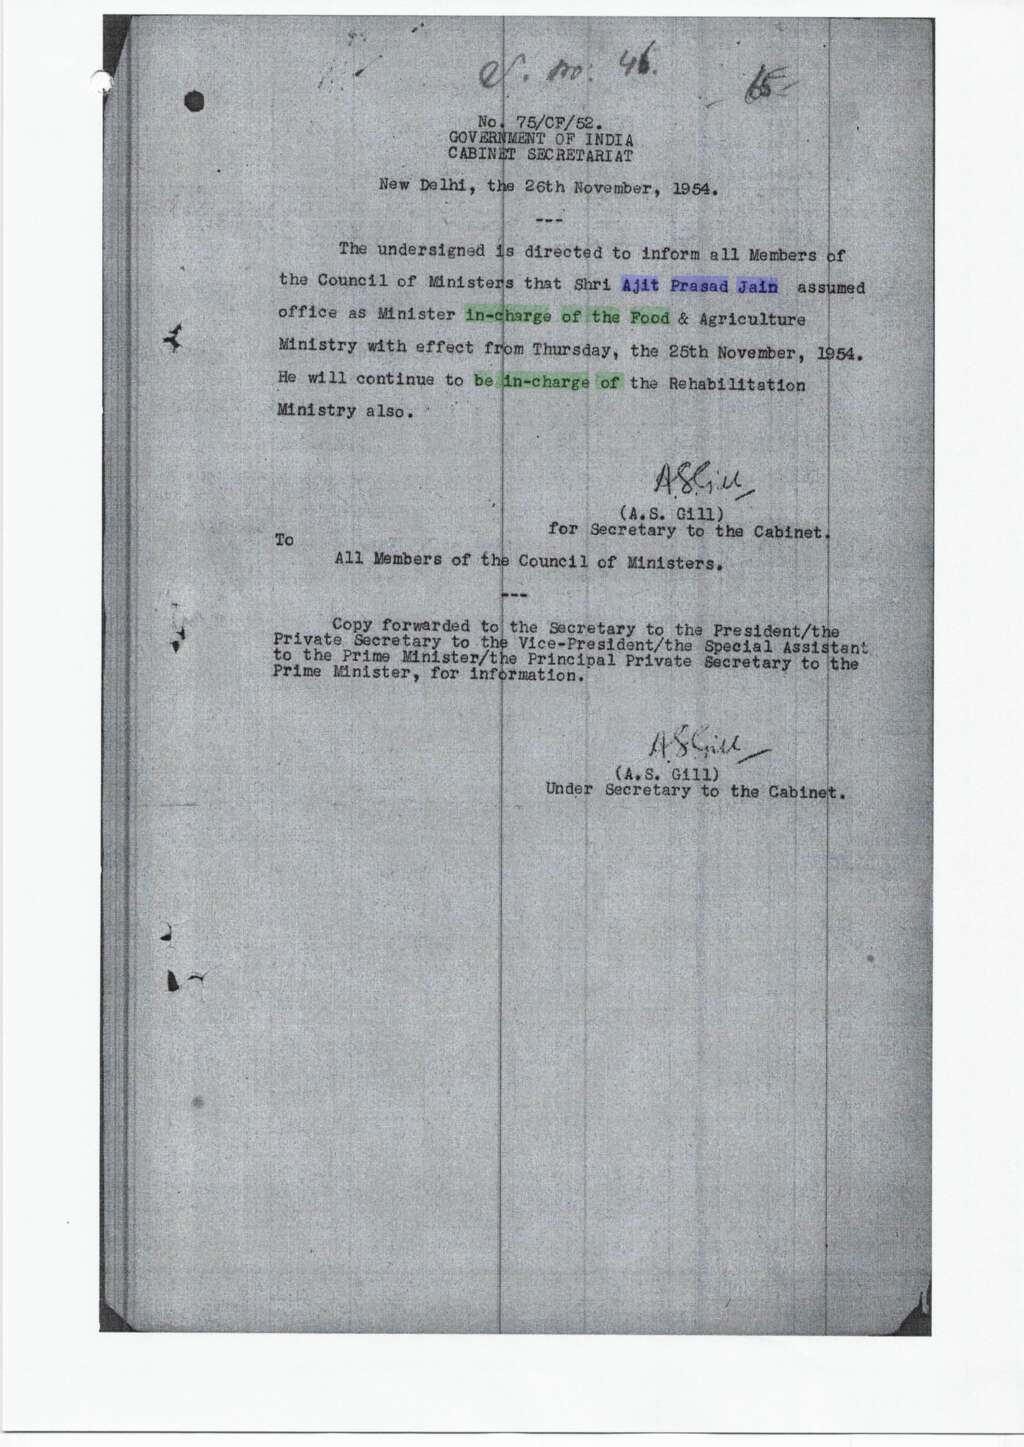 S. no. 46.
65
No. 75/CF/52.
GOVERNMENT OF INDIA
CABINET SECRETARIAT
New Delhi, the 26th November, 1954.
---
The undersigned is directed to inform all Members of
the Council of Ministers that Shri Ajit Prasad Jain assumed
office as Minister in-charge of the Food & Agriculture
Ministry with effect from Thursday, the 25th November, 1954.
He will continue to be in-charge of the Rehabilitation
Ministry also.
ASGill
(A.S. Gill)
for Secretary to the Cabinet.
To
All Members of the Council of Ministers.
---
Copy forwarded to the Secretary to the President/the
Private Secretary to the Vice-President/the Special Assistant
to the Prime Minister/the Principal Private Secretary to the
Prime Minister, for information.
ASGill
(A.S. Gill)
Under Secretary to the Cabinet.